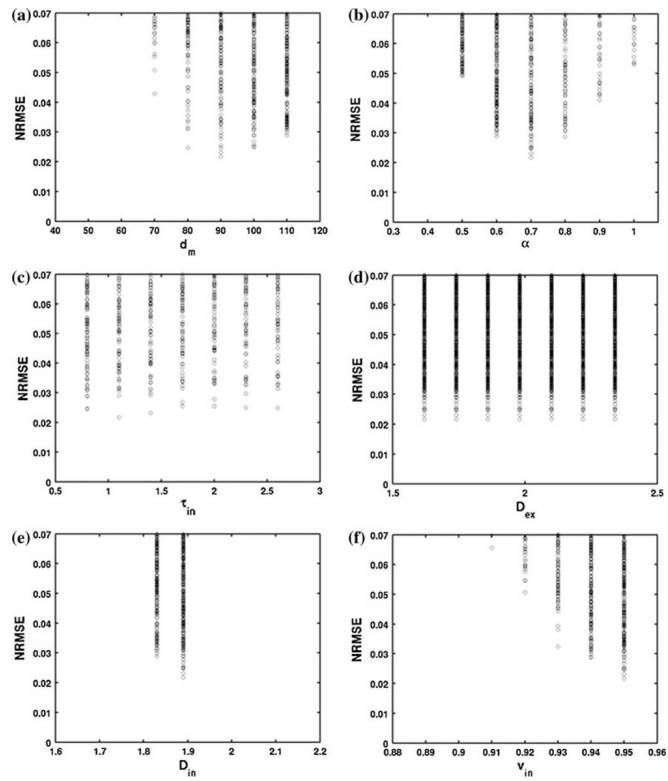 (a)
0.07
0.06
0.05
0.04
0.03
0.02
0.01
0
NRMSE
40 50 60 70 80 90 100 110 120
d_m
(b)
0.07
0.06
0.05
0.04
0.03
0.02
0.01
0
NRMSE
0.3 0.4 0.5 0.6 0.7 0.8 0.9 1 1.1
α
(c)
0.07
0.06
0.05
0.04
0.03
0.02
0.01
0
NRMSE
0.5 1 1.5 2 2.5 3
τ_in
(d)
0.07
0.06
0.05
0.04
0.03
0.02
0.01
0
NRMSE
1.5 2 2.5
D_ex
(e)
0.07
0.06
0.05
0.04
0.03
0.02
0.01
0
NRMSE
1.6 1.7 1.8 1.9 2 2.1 2.2
D_in
(f)
0.07
0.06
0.05
0.04
0.03
0.02
0.01
0
NRMSE
0.88 0.89 0.9 0.91 0.92 0.93 0.94 0.95 0.96
v_in